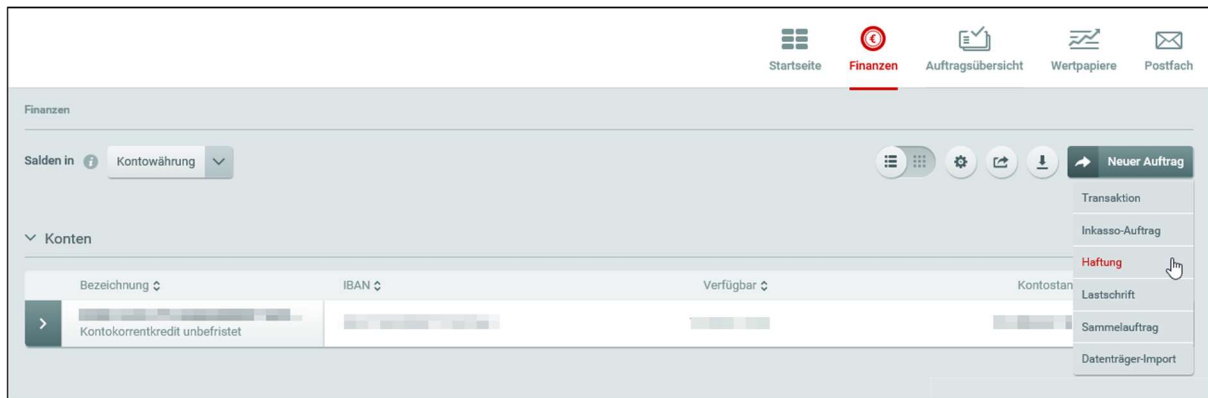 Startseite
Finanzen
Auftragsübersicht
Wertpapiere
Postfach
Finanzen
Salden in
Kontowährung
Neuer Auftrag
Transaktion
Inkasso-Auftrag
Konten
Haftung
Bezeichnung
IBAN
Verfügbar
Kontostan
Lastschrift
Kontokorrentkredit unbefristet
Sammelauftrag
Datenträger-Import